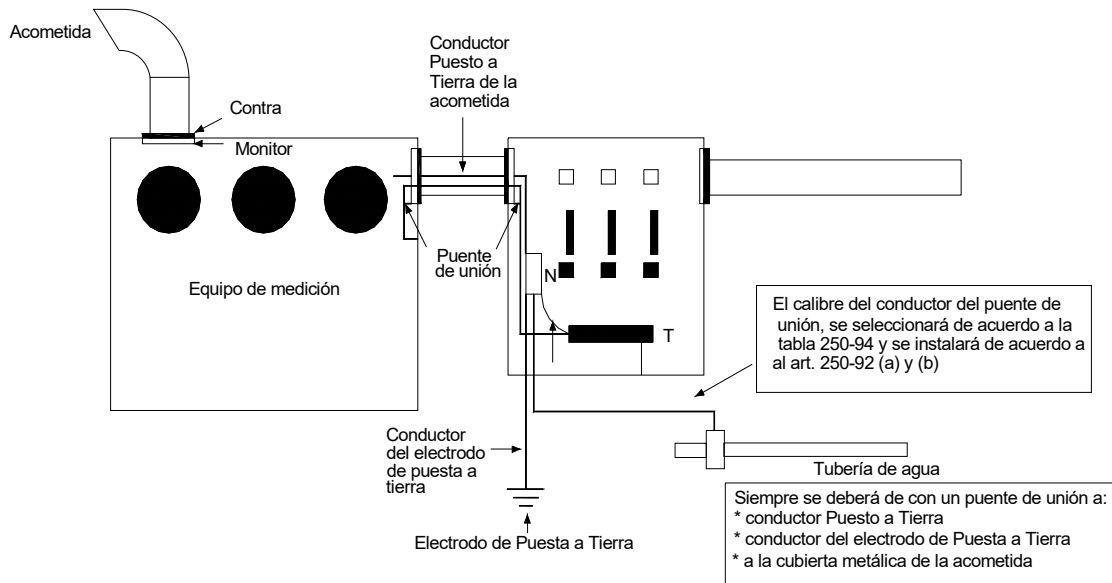 Acometida
Conductor
Puesto a
Tierra de la
acometida
Contra
Monitor
Puente
de unión
N
Equipo de medición
T
El calibre del conductor del puente de
unión, se seleccionará de acuerdo a la
tabla 250-94 y se instalará de acuerdo a
al art. 250-92 (a) y (b)
Conductor
del electrodo
de puesta a
tierra
Tubería de agua
Electrodo de Puesta a Tierra
Siempre se deberá de con un puente de unión a:
* conductor Puesto a Tierra
* conductor del electrodo de Puesta a Tierra
* a la cubierta metálica de la acometida